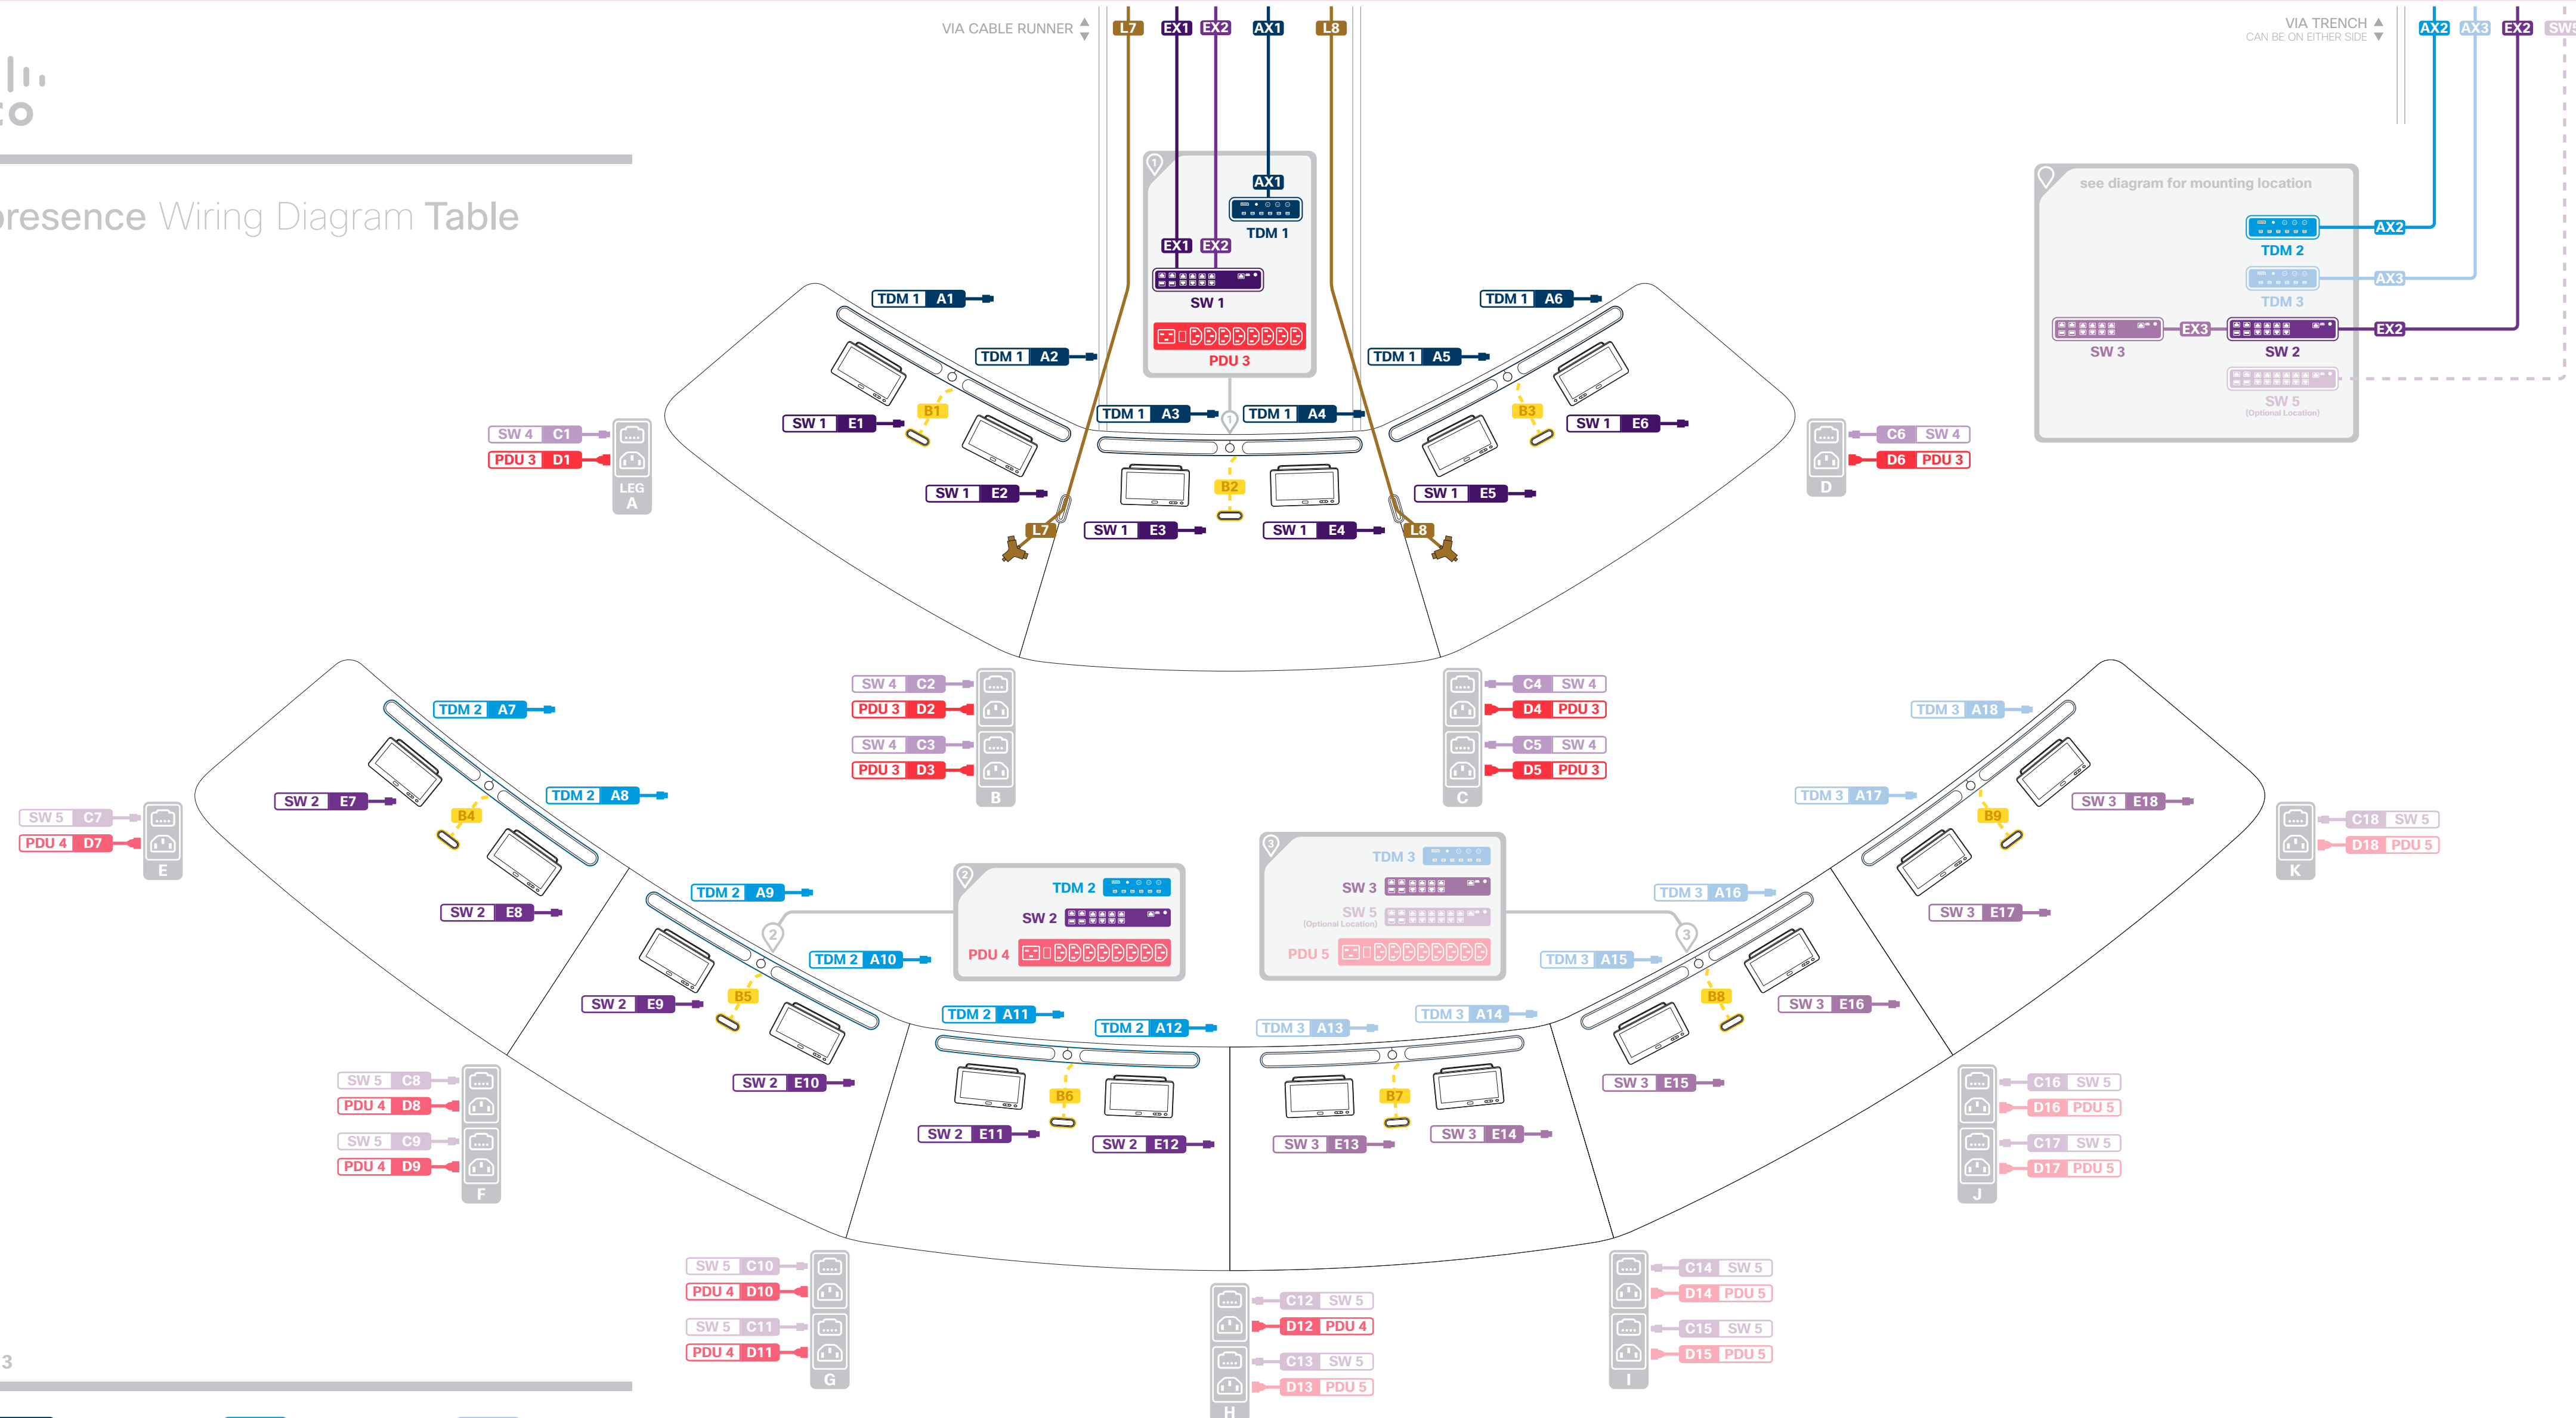 VIA CABLE RUNNER
L7
EX1
EX2
AX1
L8
VIA TRENCH
CAN BE ON EITHER SIDE
AX2
AX3
EX2
presence Wiring Diagram Table
1
AX1
TDM 1
EX1 EX2
SW 1
PDU 3
see diagram for mounting location
TDM 2
AX2
TDM 3
AX3
SW 3
EX3
SW 2
EX2
SW 5
(Optional Location)
TDM 1 A1
TDM 1 A2
TDM 1 A3
TDM 1 A4
TDM 1 A5
TDM 1 A6
1
B1
B2
B3
SW 1 E1
SW 1 E2
SW 1 E3
SW 1 E4
SW 1 E5
SW 1 E6
L7
L8
SW 4 C1
PDU 3 D1
LEG
A
C6 SW 4
D6 PDU 3
D
SW 4 C2
PDU 3 D2
SW 4 C3
PDU 3 D3
B
C4 SW 4
D4 PDU 3
C5 SW 4
D5 PDU 3
C
TDM 2 A7
TDM 2 A8
SW 2 E7
B4
SW 2 E8
SW 5 C7
PDU 4 D7
E
TDM 2 A9
2
TDM 2 A10
SW 2 E9
B5
SW 2 E10
2
TDM 2
SW 2
PDU 4
3
TDM 3
SW 3
SW 5
(Optional Location)
PDU 5
TDM 2 A11
TDM 2 A12
B6
SW 2 E11
SW 2 E12
TDM 3 A13
TDM 3 A14
B7
SW 3 E13
SW 3 E14
TDM 3 A15
TDM 3 A16
3
B8
SW 3 E15
SW 3 E16
TDM 3 A17
TDM 3 A18
B9
SW 3 E17
SW 3 E18
C18 SW 5
D18 PDU 5
K
SW 5 C8
PDU 4 D8
SW 5 C9
PDU 4 D9
F
C16 SW 5
D16 PDU 5
C17 SW 5
D17 PDU 5
J
SW 5 C10
PDU 4 D10
SW 5 C11
PDU 4 D11
G
C12 SW 5
D12 PDU 4
C13 SW 5
D13 PDU 5
H
C14 SW 5
D14 PDU 5
C15 SW 5
D15 PDU 5
I
3